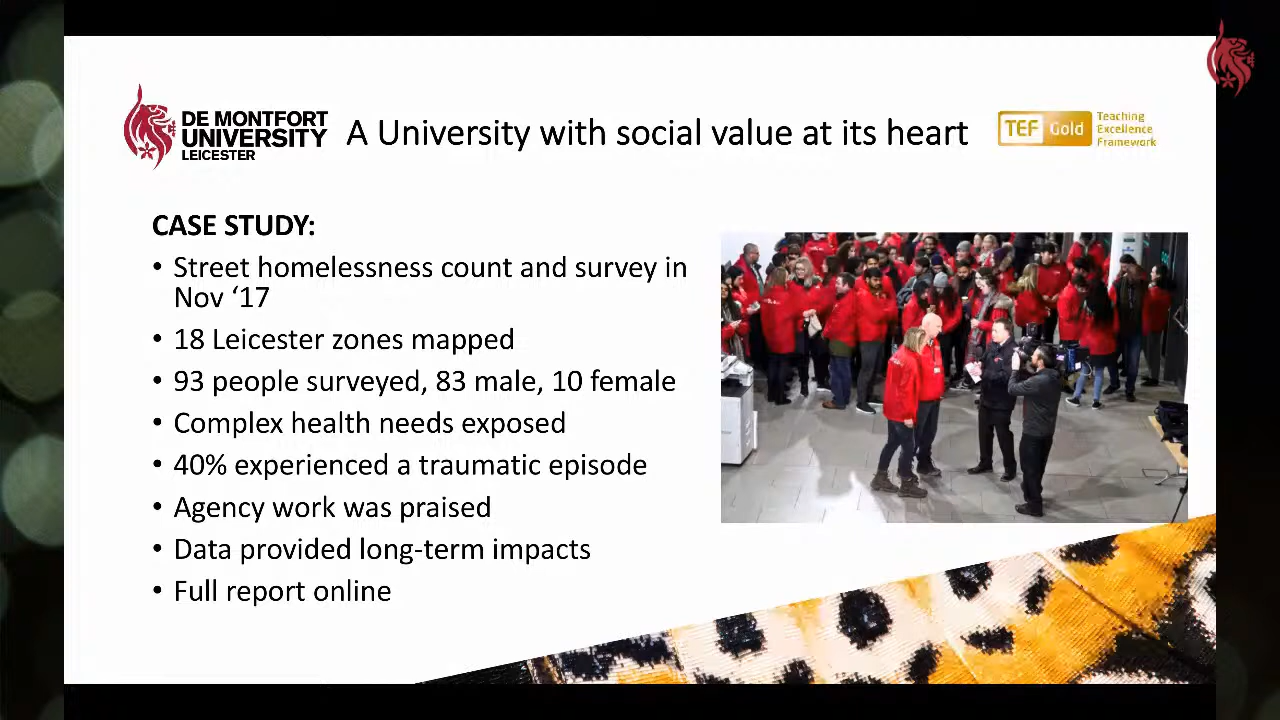 DE MONTFORT
UNIVERSITY
LEICESTER
A University with social value at its heart
TEF Gold
Teaching
Excellence
Framework
CASE STUDY:
• Street homelessness count and survey in
Nov ‘17
• 18 Leicester zones mapped
• 93 people surveyed, 83 male, 10 female
• Complex health needs exposed
• 40% experienced a traumatic episode
• Agency work was praised
• Data provided long-term impacts
• Full report online